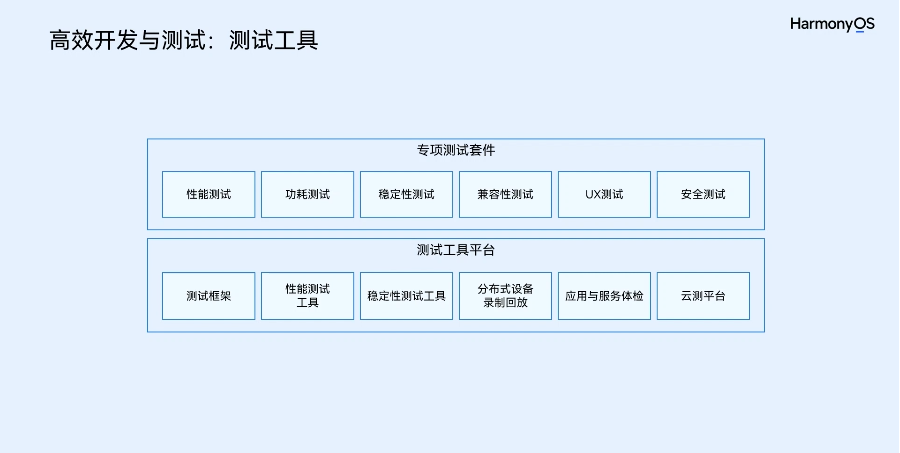 高效开发与测试：测试工具
HarmonyOS
专项测试套件
性能测试
功耗测试
稳定性测试
兼容性测试
UX测试
安全测试
测试工具平台
测试框架
性能测试
工具
稳定性测试工具
分布式设备
录制回放
应用与服务体检
云测平台